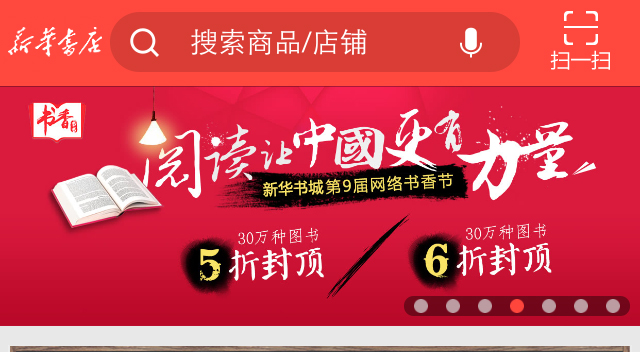 新华书店
搜索商品/店铺
扫一扫
书香
阅读让中國更有力量
新华书城第9届网络书香节
30万种图书
5折封顶
30万种图书
6折封顶